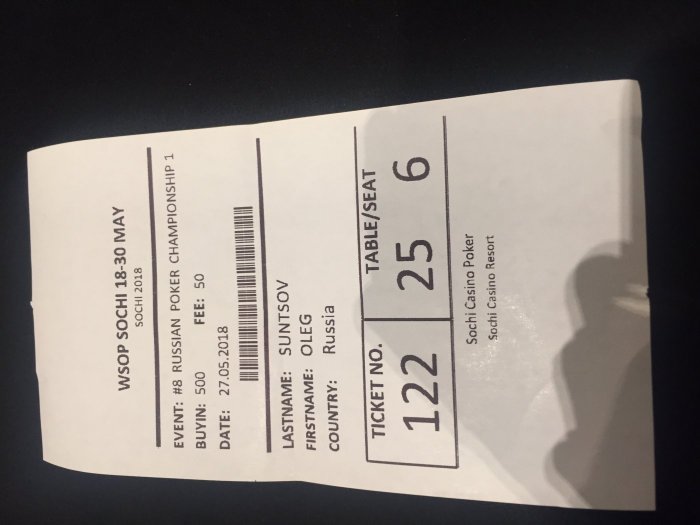 WSOP SOCHI 18-30 MAY
SOCHI 2018
EVENT: #8 RUSSIAN POKER CHAMPIONSHIP 1
BUYIN: 500 FEE: 50
DATE: 27.05.2018
LASTNAME: SUNTSOV
FIRSTNAME: OLEG
COUNTRY: Russia
TICKET NO. TABLE/SEAT
122 25 6
Sochi Casino Poker
Sochi Casino Resort